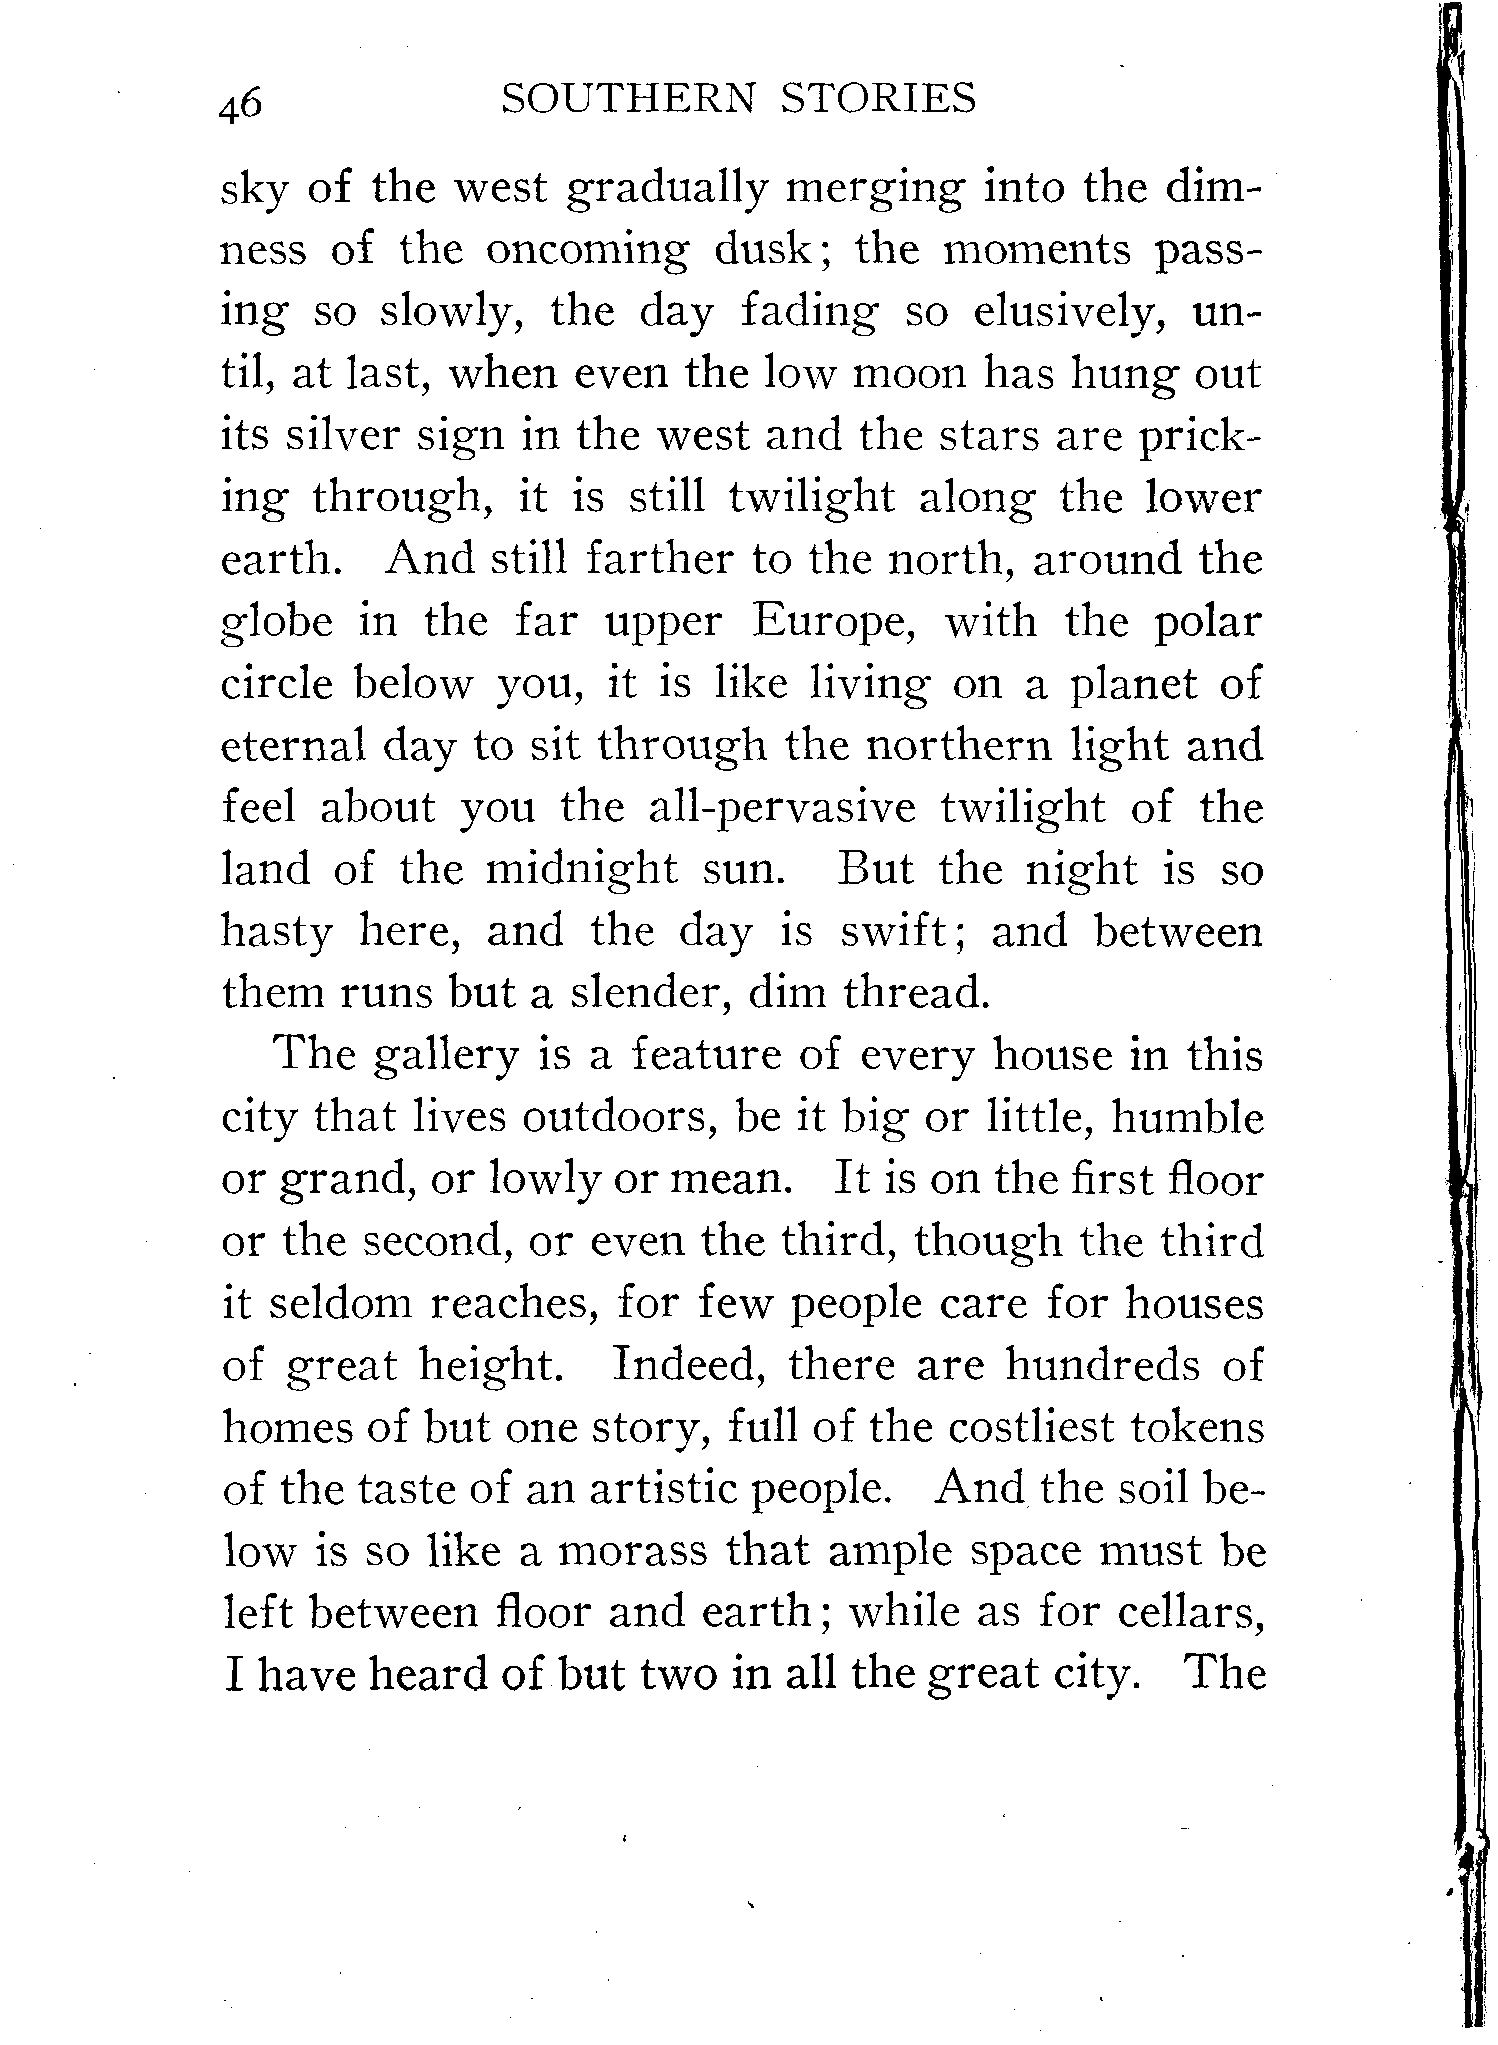 46 SOUTHERN STORIES
sky of the west gradually merging into the dim-
ness of the oncoming dusk; the moments pass-
ing so slowly, the day fading so elusively, un-
til, at last, when even the low moon has hung out
its silver sign in the west and the stars are prick-
ing through, it is still twilight along the lower
earth. And still farther to the north, around the
globe in the far upper Europe, with the polar
circle below you, it is like living on a planet of
eternal day to sit through the northern light and
feel about you the all-pervasive twilight of the
land of the midnight sun. But the night is so
hasty here, and the day is swift; and between
them runs but a slender, dim thread.
The gallery is a feature of every house in this
city that lives outdoors, be it big or little, humble
or grand, or lowly or mean. It is on the first floor
or the second, or even the third, though the third
it seldom reaches, for few people care for houses
of great height. Indeed, there are hundreds of
homes of but one story, full of the costliest tokens
of the taste of an artistic people. And the soil be-
low is so like a morass that ample space must be
left between floor and earth; while as for cellars,
I have heard of but two in all the great city. The